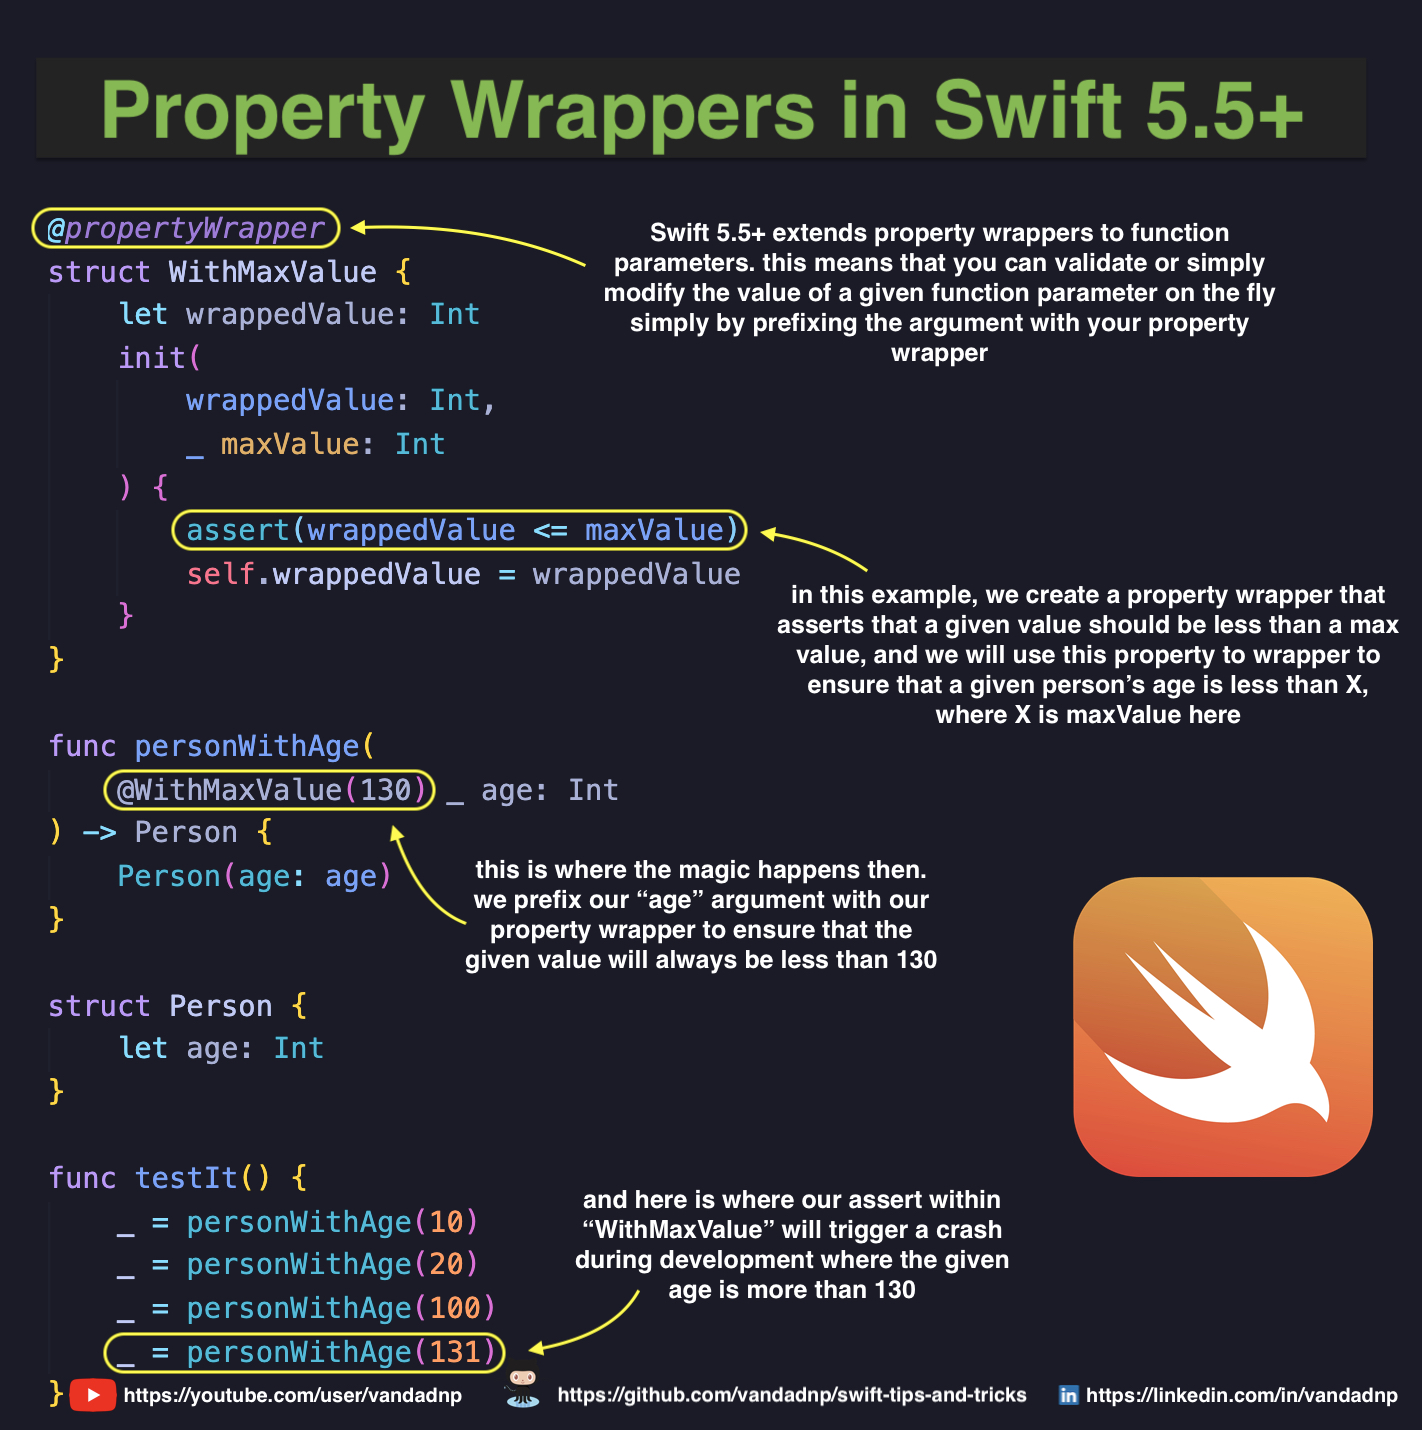 Property Wrappers in Swift 5.5+
@propertyWrapper
struct WithMaxValue {
    let wrappedValue: Int
    init(
        wrappedValue: Int,
        _ maxValue: Int
    ) {
        assert(wrappedValue <= maxValue)
        self.wrappedValue = wrappedValue
    }
}
Swift 5.5+ extends property wrappers to function
parameters. this means that you can validate or simply
modify the value of a given function parameter on the fly
simply by prefixing the argument with your property
wrapper
in this example, we create a property wrapper that
asserts that a given value should be less than a max
value, and we will use this property to wrapper to
ensure that a given person's age is less than X,
where X is maxValue here
func personWithAge(
    @WithMaxValue(130) _ age: Int
) -> Person {
    Person(age: age)
}
this is where the magic happens then.
we prefix our “age” argument with our
property wrapper to ensure that the
given value will always be less than 130
struct Person {
    let age: Int
}
func testIt() {
    _ = personWithAge(10)
    _ = personWithAge(20)
    _ = personWithAge(100)
    _ = personWithAge(131)
}
and here is where our assert within
“WithMaxValue” will trigger a crash
during development where the given
age is more than 130
https://youtube.com/user/vandadnp
https://github.com/vandadnp/swift-tips-and-tricks
in https://linkedin.com/in/vandadnp